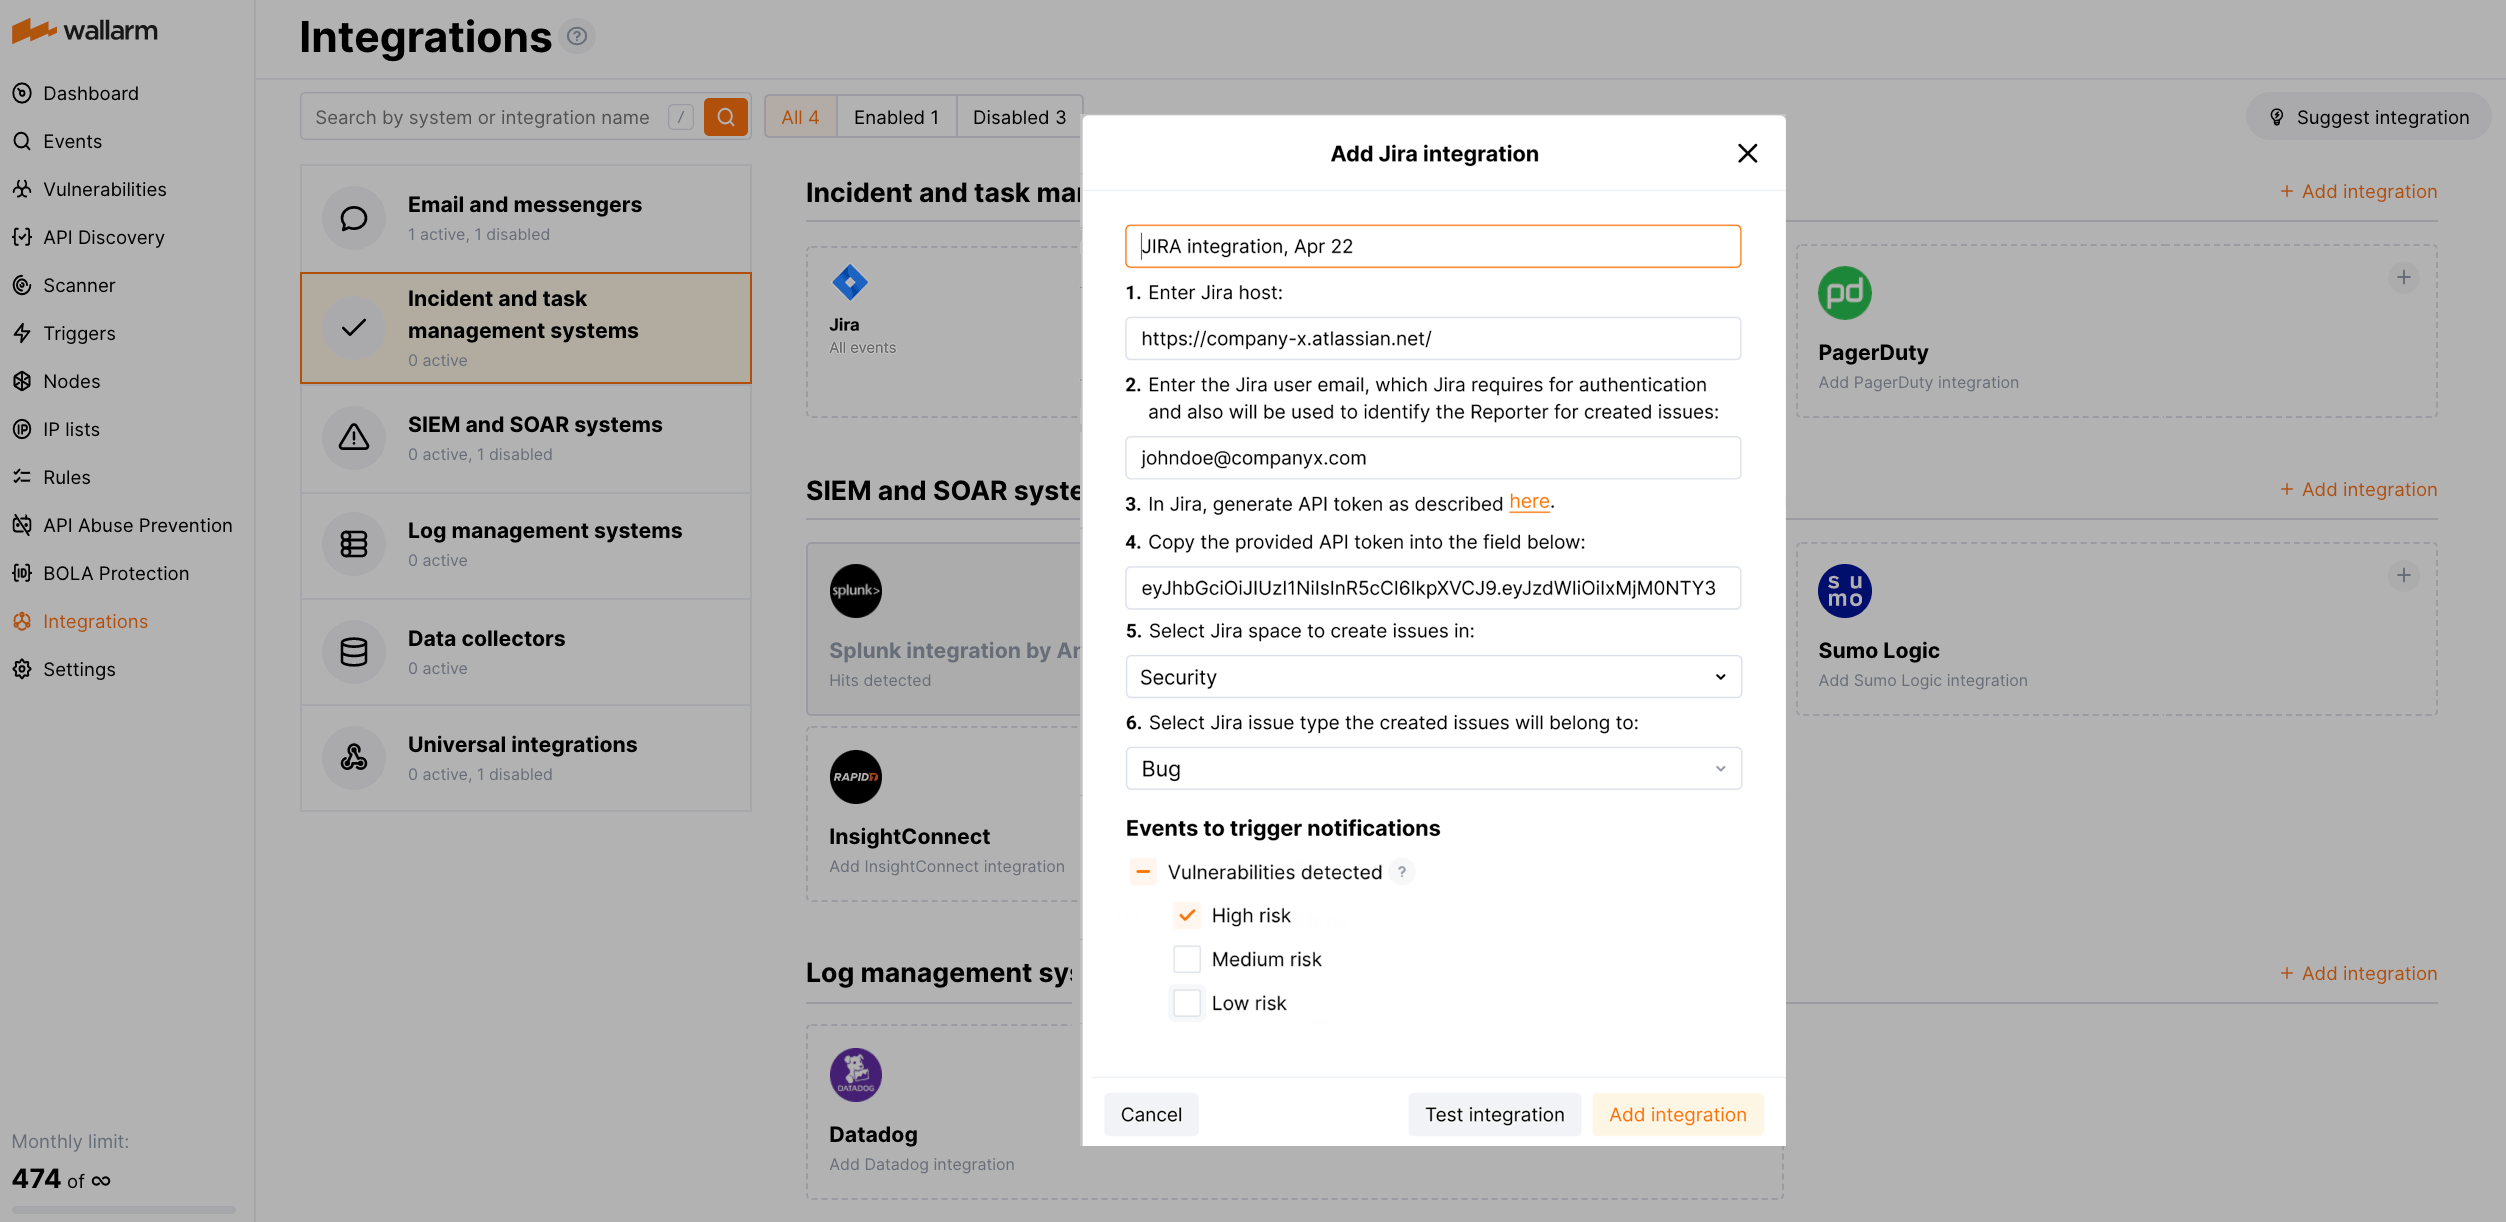 wallarm
Integrations
?
Dashboard
Events
Vulnerabilities
API Discovery
Scanner
Triggers
Nodes
IP lists
Rules
API Abuse Prevention
BOLA Protection
Integrations
Settings
Monthly limit:
474 of ∞
Search by system or integration name /
All 4
Enabled 1
Disabled 3
Suggest integration
Email and messengers
1 active, 1 disabled
Incident and task
management systems
0 active
SIEM and SOAR systems
0 active, 1 disabled
Log management systems
0 active
Data collectors
0 active
Universal integrations
0 active, 1 disabled
Incident and task ma
+ Add integration
Jira
All events
pd
PagerDuty
Add PagerDuty integration
SIEM and SOAR syste
+ Add integration
splunk>
Splunk integration by Ar
Hits detected
sumo
Sumo Logic
Add Sumo Logic integration
RAPID7
InsightConnect
Add InsightConnect integration
Log management sys
+ Add integration
DATADOG
Datadog
Add Datadog integration
Add Jira integration
JIRA integration, Apr 22
1. Enter Jira host:
https://company-x.atlassian.net/
2. Enter the Jira user email, which Jira requires for authentication
and also will be used to identify the Reporter for created issues:
johndoe@companyx.com
3. In Jira, generate API token as described here.
4. Copy the provided API token into the field below:
eyJhbGciOiJIUzI1NiIsInR5cCI6IkpXVCJ9.eyJzdWIiOiIxMjM0NTY3
5. Select Jira space to create issues in:
Security
6. Select Jira issue type the created issues will belong to:
Bug
Events to trigger notifications
Vulnerabilities detected ?
High risk
Medium risk
Low risk
Cancel
Test integration
Add integration